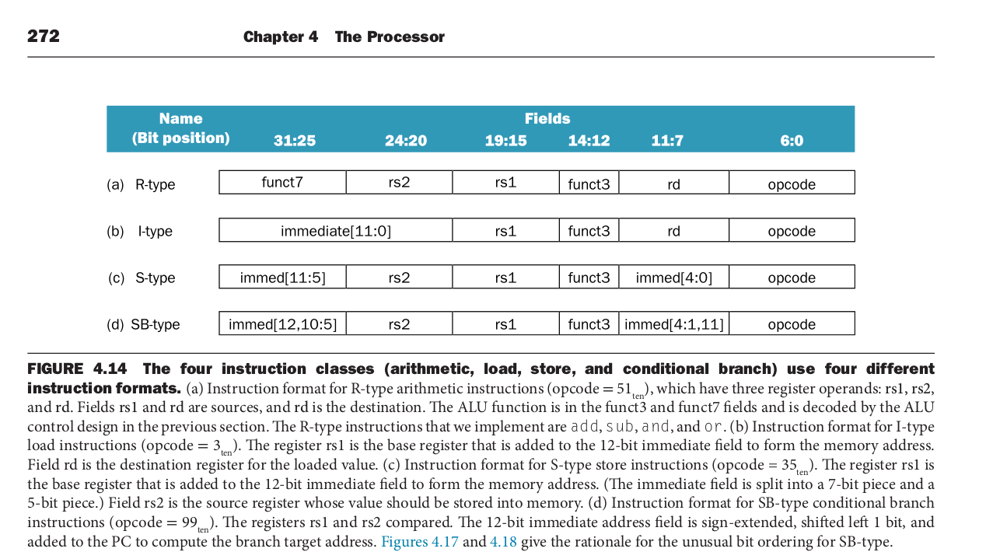 272 Chapter 4 The Processor
Name Fields
(Bit position) 31:25 24:20 19:15 14:12 11:7 6:0
(a) R-type funct7 rs2 rs1 funct3 rd opcode
(b) I-type immediate[11:0] rs1 funct3 rd opcode
(c) S-type immed[11:5] rs2 rs1 funct3 immed[4:0] opcode
(d) SB-type immed[12,10:5] rs2 rs1 funct3 immed[4:1,11] opcode
FIGURE 4.14 The four instruction classes (arithmetic, load, store, and conditional branch) use four different
instruction formats. (a) Instruction format for R-type arithmetic instructions (opcode = 51ten), which have three register operands: rs1, rs2,
and rd. Fields rs1 and rd are sources, and rd is the destination. The ALU function is in the funct3 and funct7 fields and is decoded by the ALU
control design in the previous section. The R-type instructions that we implement are add, sub, and, and or. (b) Instruction format for I-type
load instructions (opcode = 3ten). The register rs1 is the base register that is added to the 12-bit immediate field to form the memory address.
Field rd is the destination register for the loaded value. (c) Instruction format for S-type store instructions (opcode = 35ten). The register rs1 is
the base register that is added to the 12-bit immediate field to form the memory address. (The immediate field is split into a 7-bit piece and a
5-bit piece.) Field rs2 is the source register whose value should be stored into memory. (d) Instruction format for SB-type conditional branch
instructions (opcode = 99ten). The registers rs1 and rs2 compared. The 12-bit immediate address field is sign-extended, shifted left 1 bit, and
added to the PC to compute the branch target address. Figures 4.17 and 4.18 give the rationale for the unusual bit ordering for SB-type.